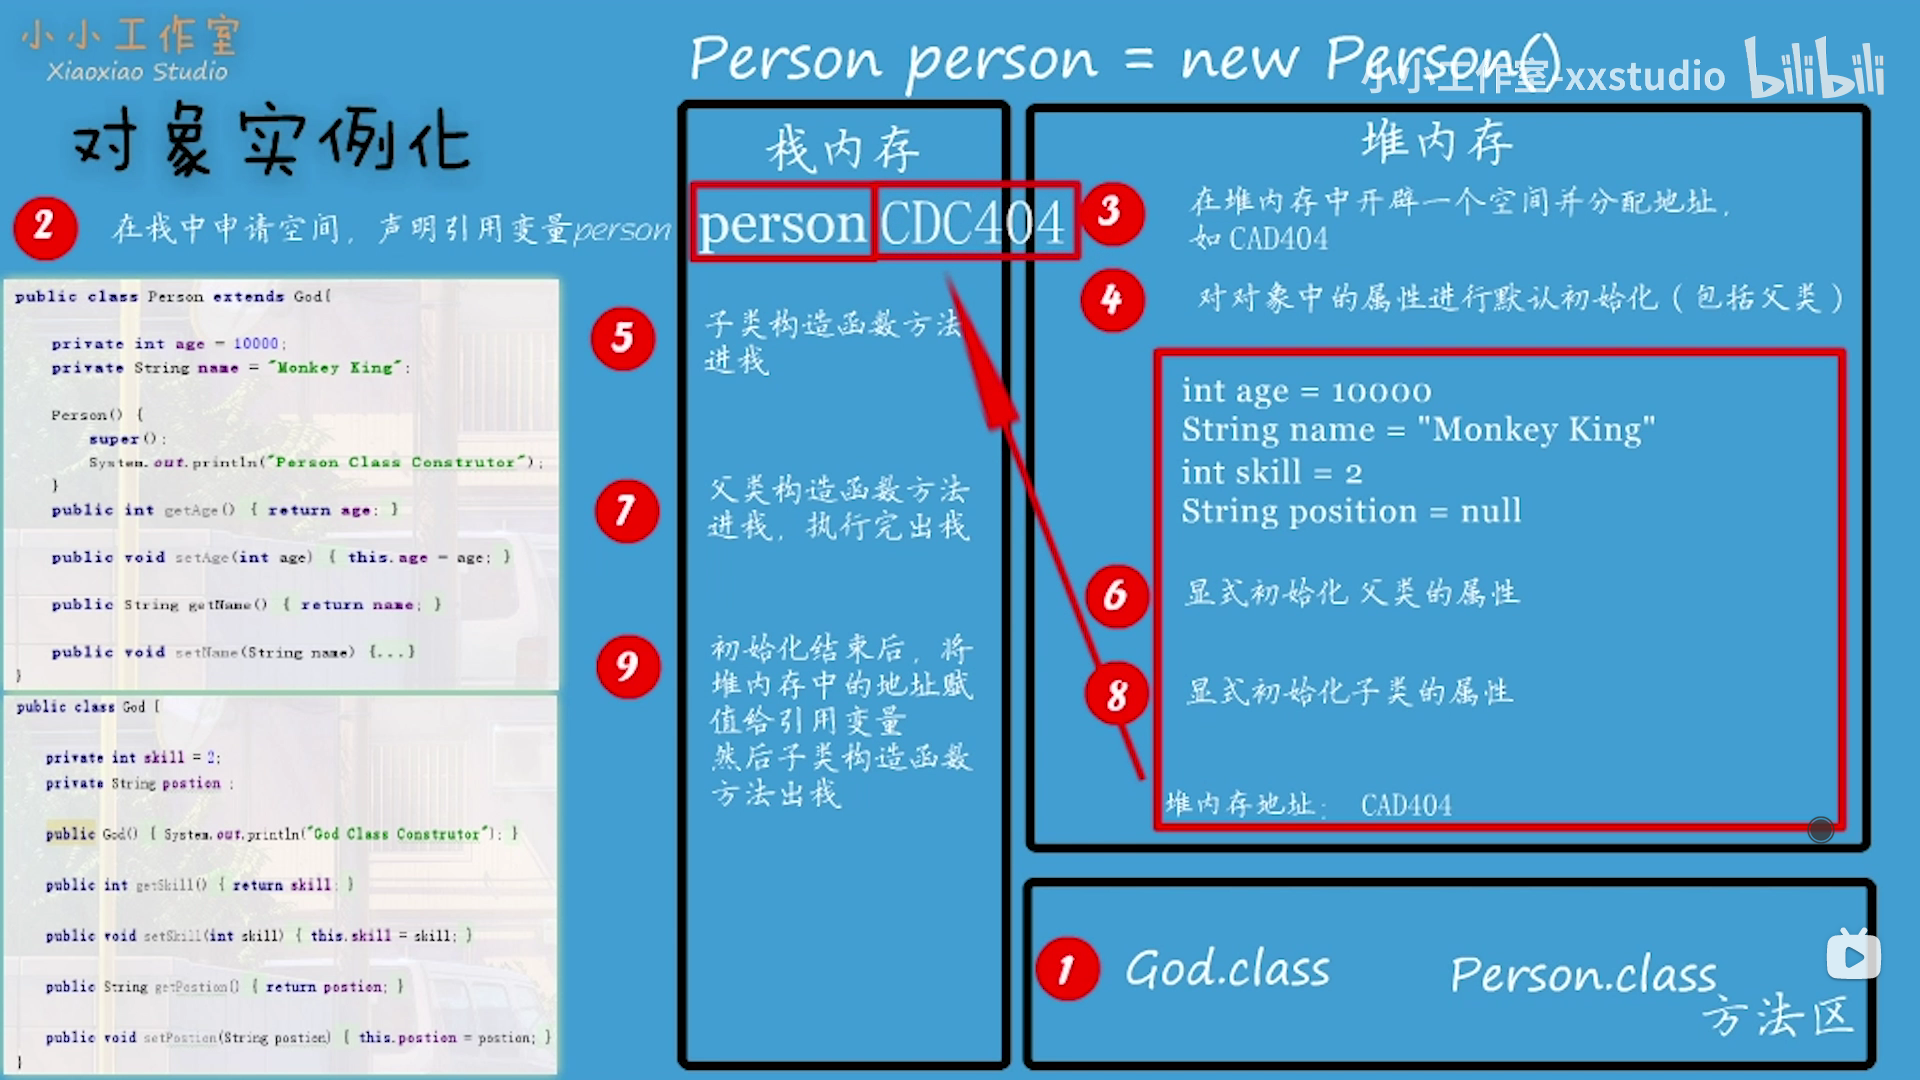 小小工作室
Xiaoxiao Studio
Person person = new Person()
小小工作室-xxstudio bilibili
对象实例化
2 在栈中申请空间，声明引用变量person
public class Person extends God{
private int age = 10000;
private String name = "Monkey King";
Person() {
super();
System.out.println("Person Class Construtor");
}
public int getAge() { return age; }
public void setAge(int age) { this.age = age; }
public String getName() { return name; }
public void setName(String name) {...}
}
public class God {
private int skill = 2;
private String postion ;
public God() { System.out.println("God Class Construtor"); }
public int getSkill() { return skill; }
public void setSkill(int skill) { this.skill = skill; }
public String getPostion() { return postion; }
public void setPostion(String postion) { this.postion = postion; }
}
栈内存
person CDC404
5 子类构造函数方法
进栈
7 父类构造函数方法
进栈，执行完出栈
9 初始化结束后，将
堆内存中的地址赋
值给引用变量
然后子类构造函数
方法出栈
堆内存
3 在堆内存中开辟一个空间并分配地址，
如 CAD404
4 对对象中的属性进行默认初始化（包括父类）
int age = 10000
String name = "Monkey King"
int skill = 2
String position = null
6 显式初始化 父类的属性
8 显式初始化子类的属性
堆内存地址： CAD404
1 God.class Person.class
方法区